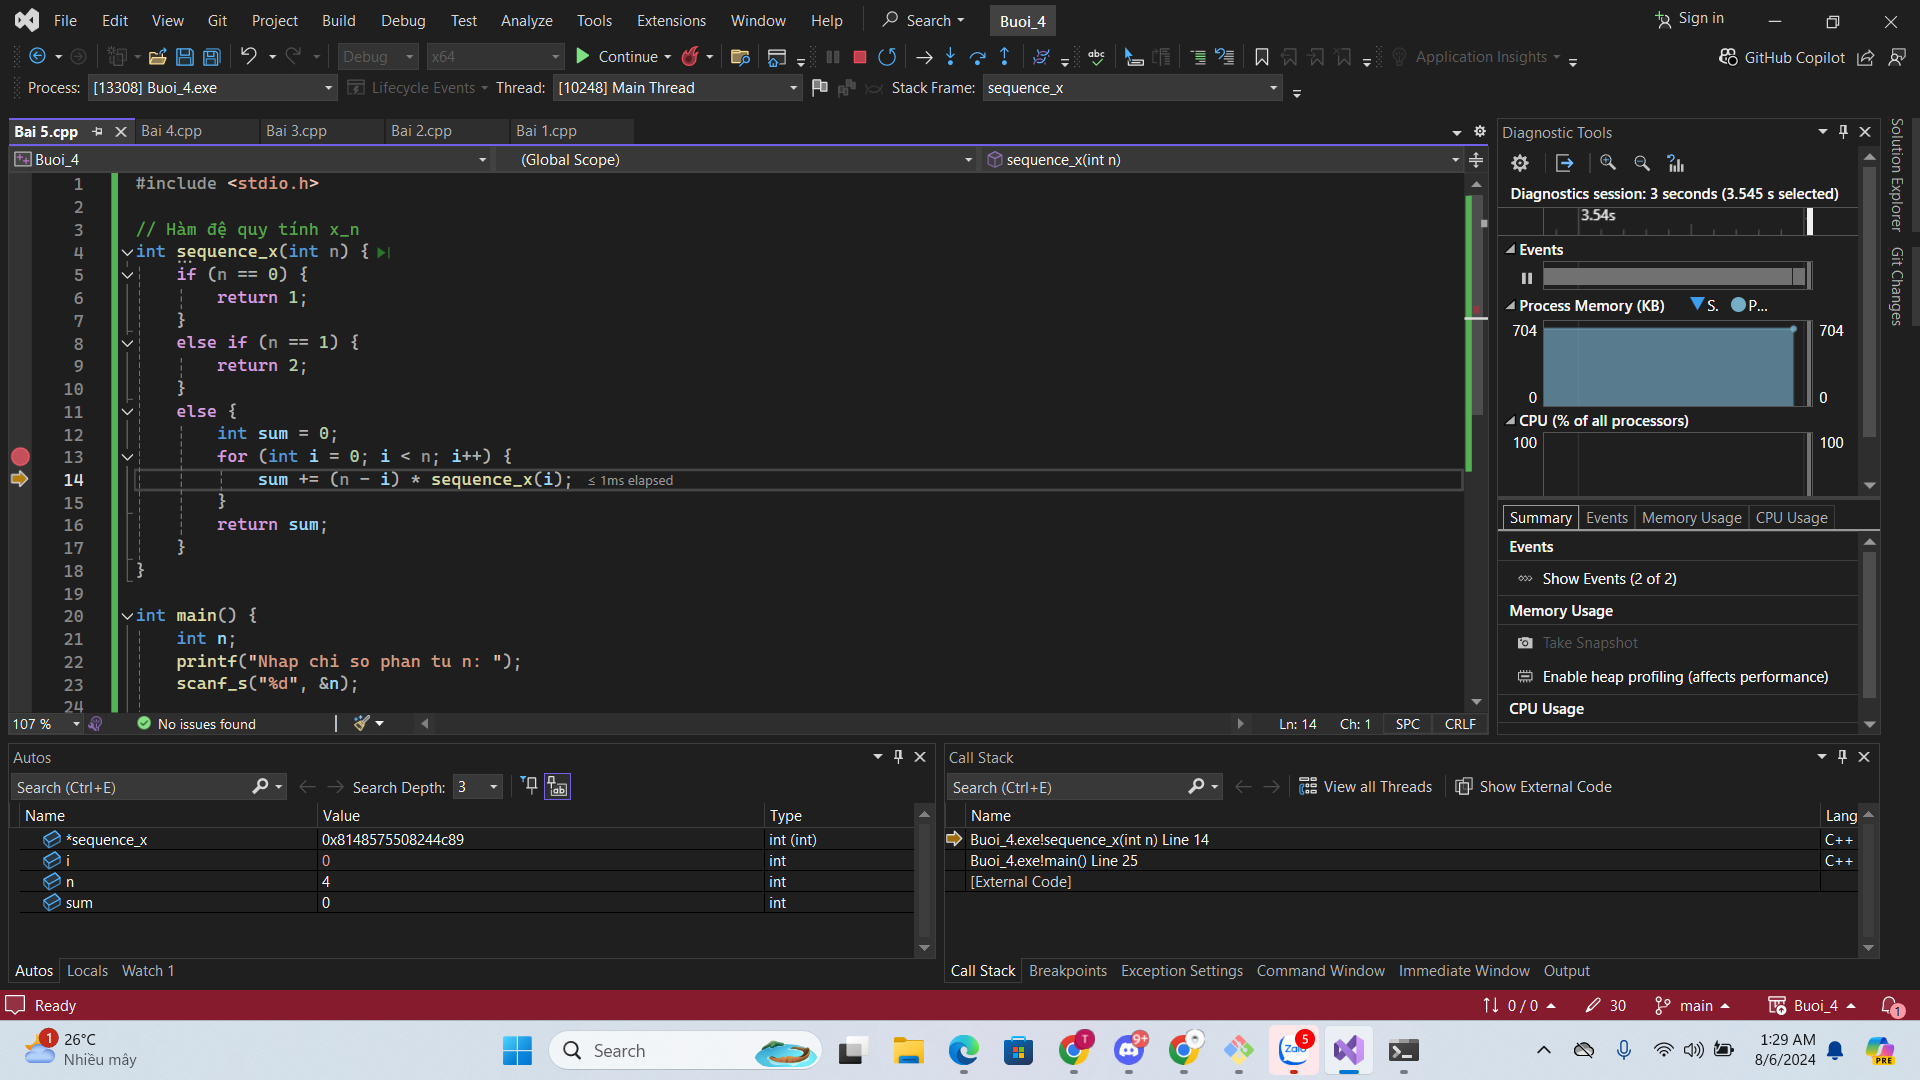 File Edit View Git Project Build Debug Test Analyze Tools Extensions Window Help Search Buoi_4 Sign in
Debug x64 Continue Application Insights GitHub Copilot
Process: [13308] Buoi_4.exe Lifecycle Events Thread: [10248] Main Thread Stack Frame: sequence_x
Bai 5.cpp Bai 4.cpp Bai 3.cpp Bai 2.cpp Bai 1.cpp
Buoi_4 (Global Scope) sequence_x(int n)
1 #include <stdio.h>
2
3 // Hàm đệ quy tính x_n
4 int sequence_x(int n) {
5 if (n == 0) {
6 return 1;
7 }
8 else if (n == 1) {
9 return 2;
10 }
11 else {
12 int sum = 0;
13 for (int i = 0; i < n; i++) {
14 sum += (n - i) * sequence_x(i); ≤ 1ms elapsed
15 }
16 return sum;
17 }
18 }
19
20 int main() {
21 int n;
22 printf("Nhap chi so phan tu n: ");
23 scanf_s("%d", &n);
24
107 % No issues found Ln: 14 Ch: 1 SPC CRLF
Diagnostic Tools
Diagnostics session: 3 seconds (3.545 s selected)
3.54s
Events
Process Memory (KB) S. P...
704 704
0 0
CPU (% of all processors)
100 100
Summary Events Memory Usage CPU Usage
Events
Show Events (2 of 2)
Memory Usage
Take Snapshot
Enable heap profiling (affects performance)
CPU Usage
Solution Explorer
Git Changes
Autos
Search (Ctrl+E) Search Depth: 3
Name Value Type
*sequence_x 0x8148575508244c89 int (int)
i 0 int
n 4 int
sum 0 int
Autos Locals Watch 1
Call Stack
Search (Ctrl+E) View all Threads Show External Code
Name Lang
Buoi_4.exe!sequence_x(int n) Line 14 C++
Buoi_4.exe!main() Line 25 C++
[External Code]
Call Stack Breakpoints Exception Settings Command Window Immediate Window Output
Ready 0 / 0 30 main Buoi_4 1
1 26°C
Nhiều mây
Search
T 9+ Zalo 5
1:29 AM
8/6/2024
PRE